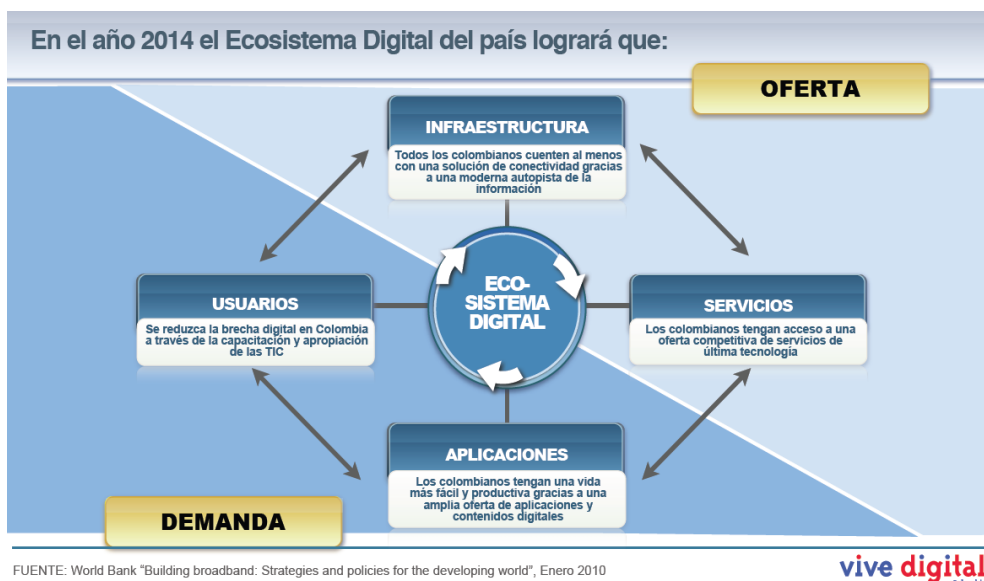 En el año 2014 el Ecosistema Digital del país logrará que:
OFERTA
INFRAESTRUCTURA
Todos los colombianos cuenten al menos
con una solución de conectividad gracias
a una moderna autopista de la
información
USUARIOS
Se reduzca la brecha digital en Colombia
a través de la capacitación y apropiación
de las TIC
ECO-
SISTEMA
DIGITAL
SERVICIOS
Los colombianos tengan acceso a una
oferta competitiva de servicios de
última tecnología
APLICACIONES
Los colombianos tengan una vida
más fácil y productiva gracias a una
amplia oferta de aplicaciones y
contenidos digitales
DEMANDA
FUENTE: World Bank “Building broadband: Strategies and policies for the developing world”, Enero 2010
vive digital